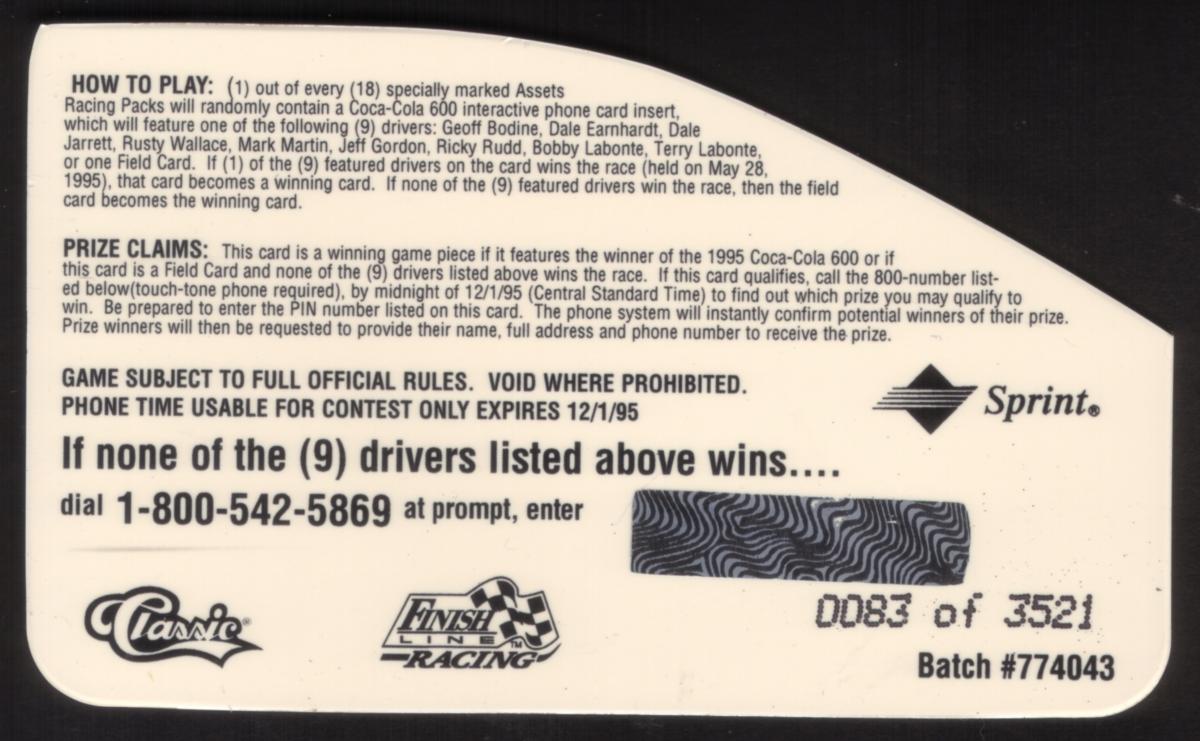 HOW TO PLAY: (1) out of every (18) specially marked Assets
Racing Packs will randomly contain a Coca-Cola 600 interactive phone card insert,
which will feature one of the following (9) drivers: Geoff Bodine, Dale Earnhardt, Dale
Jarrett, Rusty Wallace, Mark Martin, Jeff Gordon, Ricky Rudd, Bobby Labonte, Terry Labonte,
or one Field Card. If (1) of the (9) featured drivers on the card wins the race (held on May 28,
1995), that card becomes a winning card. If none of the (9) featured drivers win the race, then the field
card becomes the winning card.
PRIZE CLAIMS: This card is a winning game piece if it features the winner of the 1995 Coca-Cola 600 or if
this card is a Field Card and none of the (9) drivers listed above wins the race. If this card qualifies, call the 800-number list-
ed below(touch-tone phone required), by midnight of 12/1/95 (Central Standard Time) to find out which prize you may qualify to
win. Be prepared to enter the PIN number listed on this card. The phone system will instantly confirm potential winners of their prize.
Prize winners will then be requested to provide their name, full address and phone number to receive the prize.
GAME SUBJECT TO FULL OFFICIAL RULES. VOID WHERE PROHIBITED.
PHONE TIME USABLE FOR CONTEST ONLY EXPIRES 12/1/95
Sprint®
If none of the (9) drivers listed above wins....
dial 1-800-542-5869 at prompt, enter
Classic®
FINISH
LINE™
RACING
0083 of 3521
Batch #774043